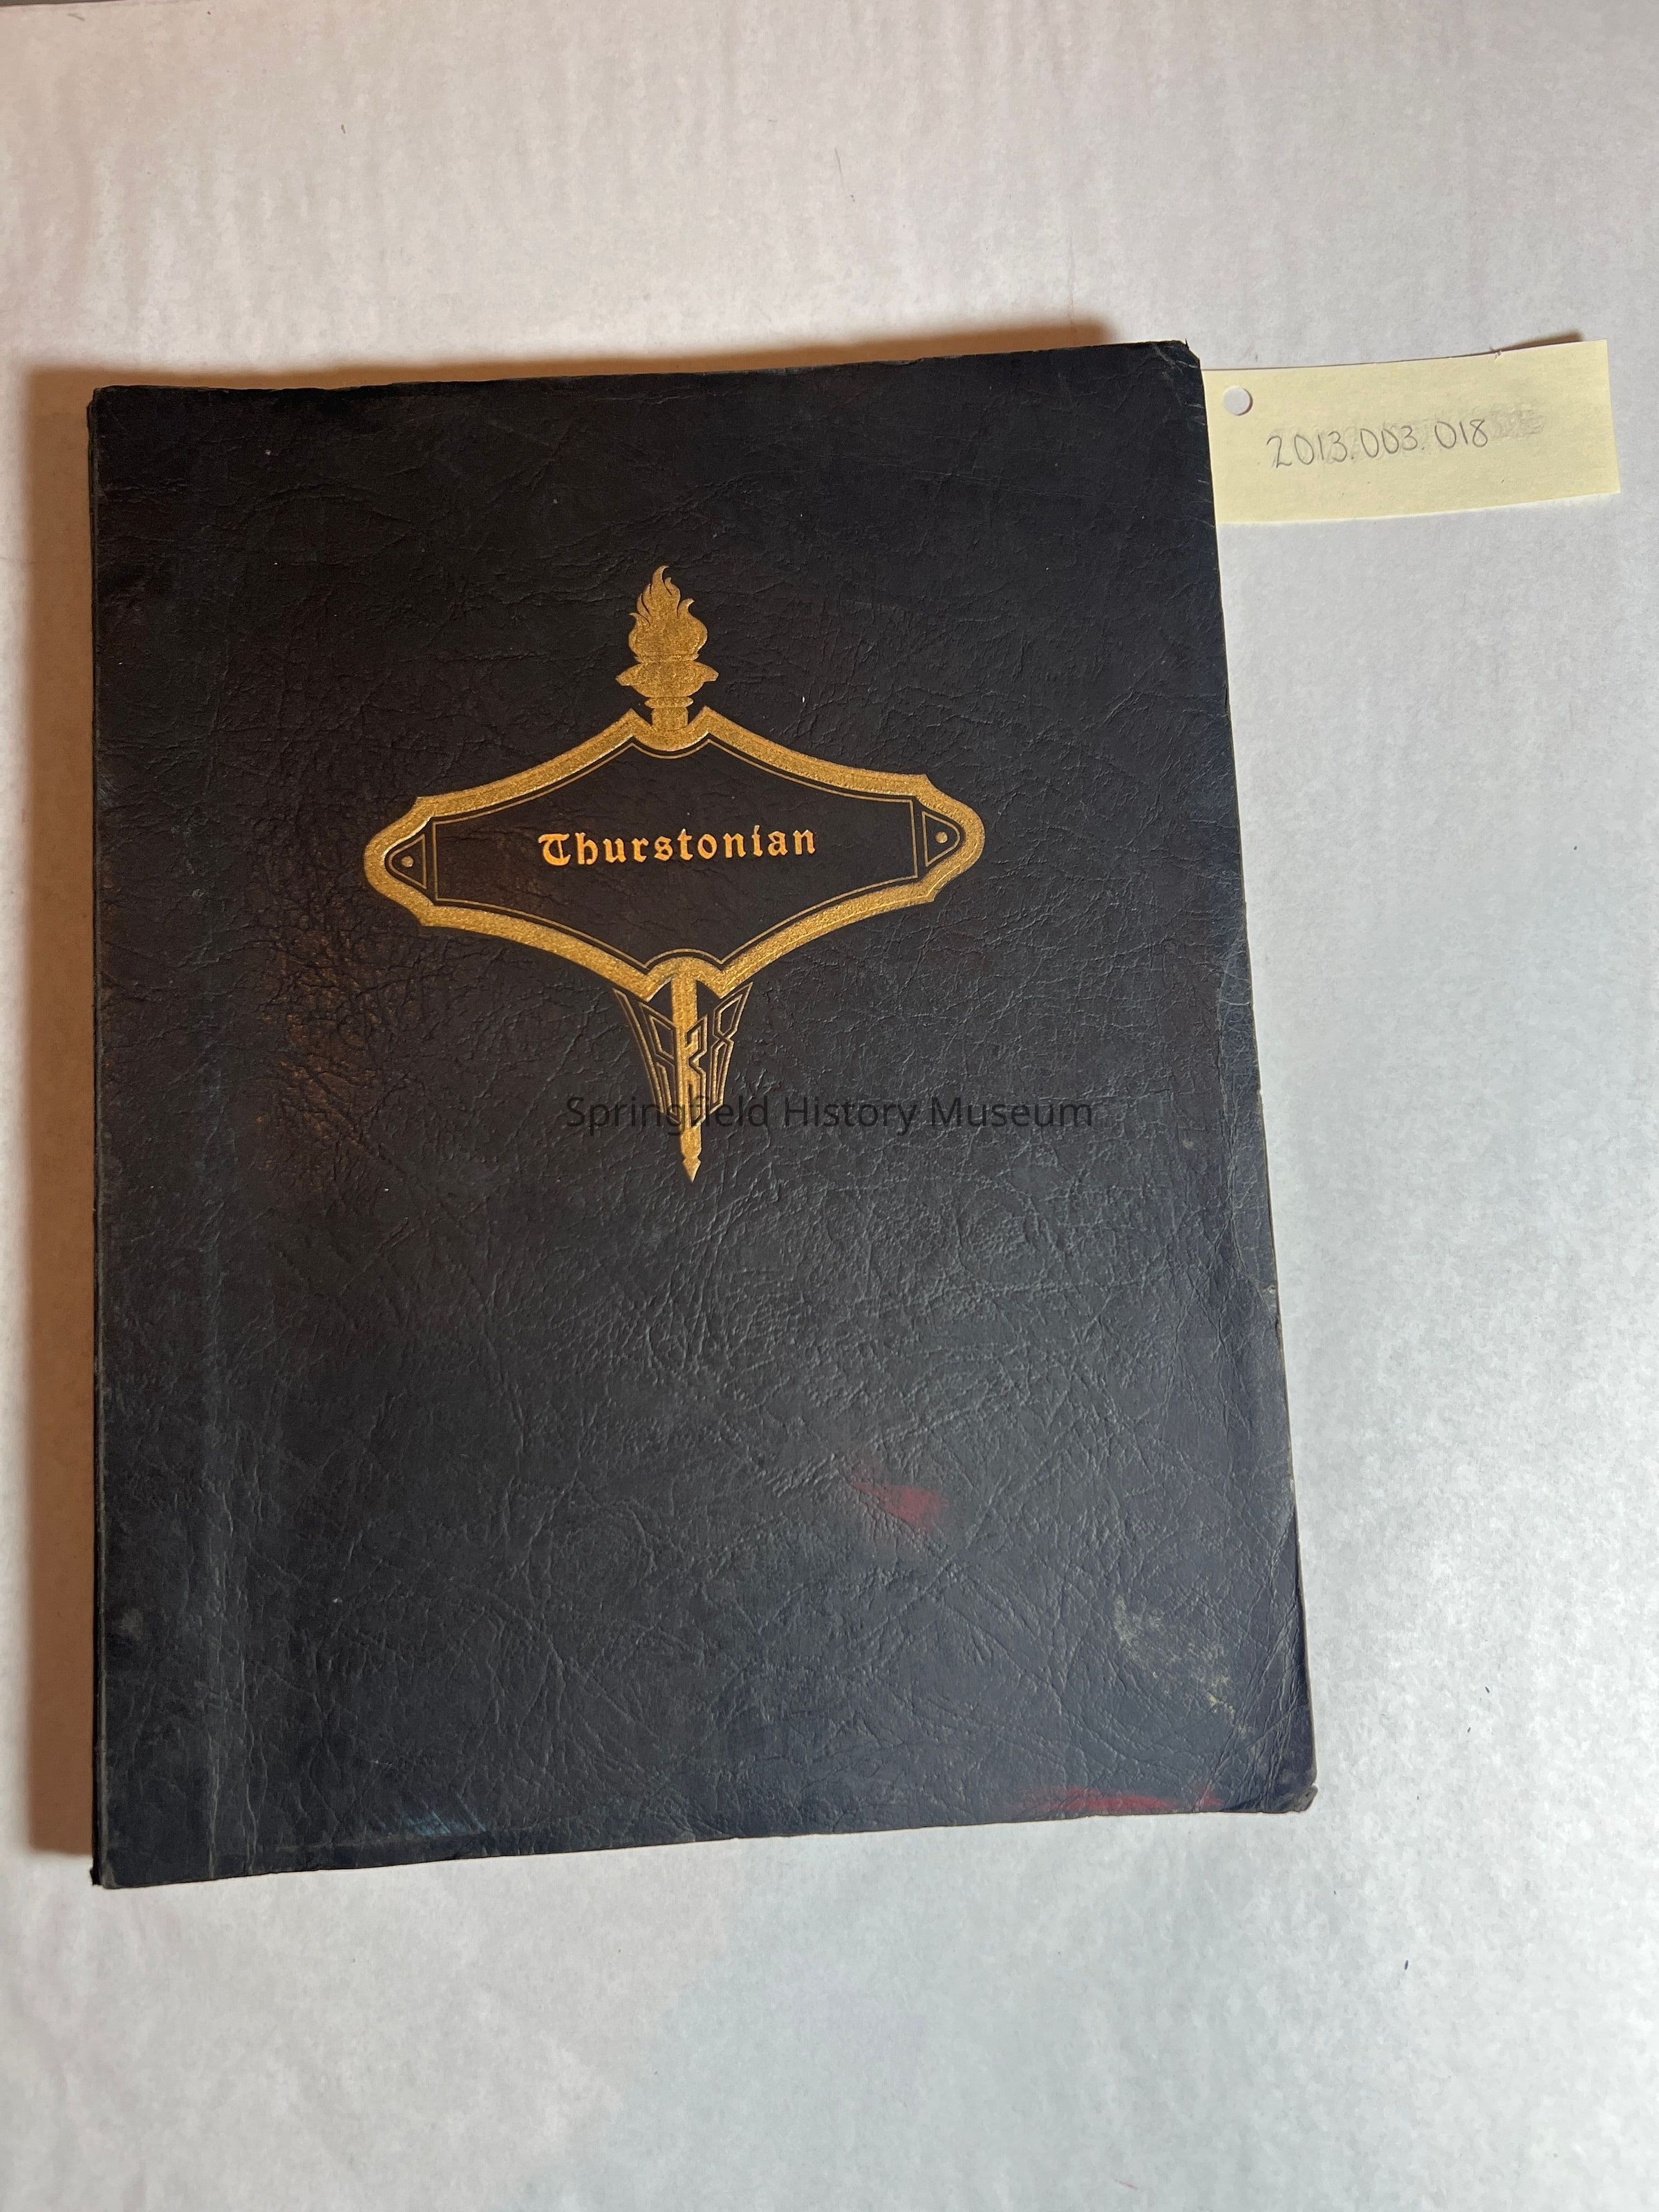 2013.003.018
Thurstonian
1938
Springfield History Museum